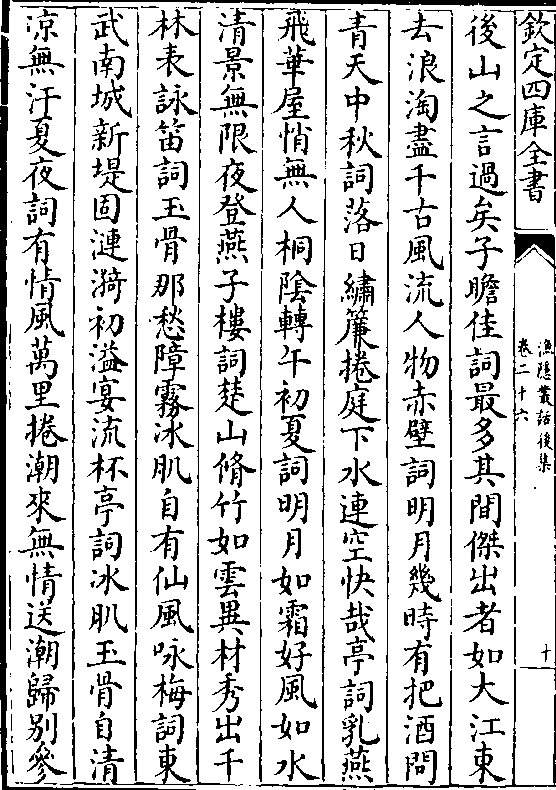 欽定四庫全書
漁隱叢話後集
卷二十六
十
後山之言過矣子瞻佳詞最多其間傑出者如大江東
去浪淘盡千古風流人物赤壁詞明月幾時有把酒問
青天中秋詞落日繡簾捲庭下水連空快哉亭詞乳燕
飛華屋悄無人桐陰轉午初夏詞明月如霜好風如水
清景無限夜登燕子樓詞楚山脩竹如雲異材秀出千
林表詠笛詞玉骨那愁障霧冰肌自有仙風咏梅詞東
武南城新堤固漣漪初溢宴流杯亭詞冰肌玉骨自清
凉無汗夏夜詞有情風萬里捲潮來無情送潮歸别參